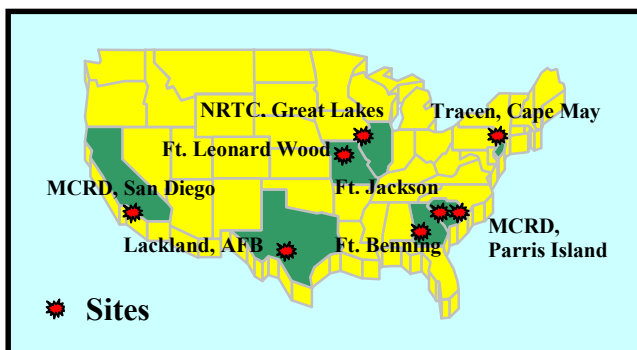 NRTC, Great Lakes
Tracen, Cape May
Ft. Leonard Wood
MCRD, San Diego
Ft. Jackson
Lackland, AFB
Ft. Benning
MCRD,
Parris Island
Sites